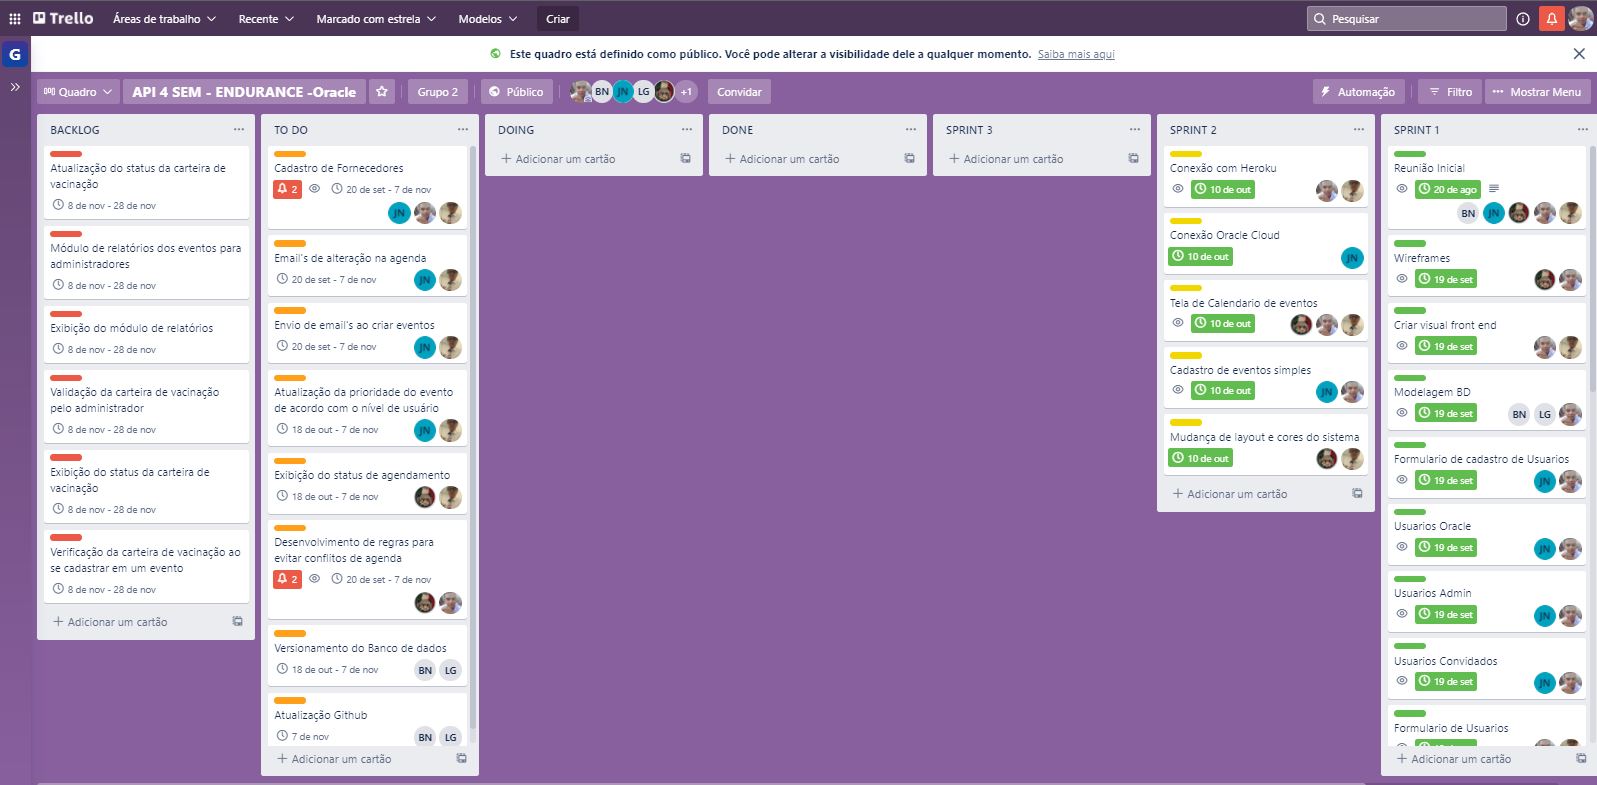 Trello
Áreas de trabalho
Recente
Marcado com estrela
Modelos
Criar
Pesquisar
G
Este quadro está definido como público. Você pode alterar a visibilidade dele a qualquer momento. Saiba mais aqui
Quadro
API 4 SEM - ENDURANCE -Oracle
Grupo 2
Público
BN
JN
LG
+1
Convidar
Automação
Filtro
Mostrar Menu
BACKLOG
Atualização do status da carteira de
vacinação
8 de nov - 28 de nov
Módulo de relatórios dos eventos para
administradores
8 de nov - 28 de nov
Exibição do módulo de relatórios
8 de nov - 28 de nov
Validação da carteira de vacinação
pelo administrador
8 de nov - 28 de nov
Exibição do status da carteira de
vacinação
8 de nov - 28 de nov
Verificação da carteira de vacinação ao
se cadastrar em um evento
8 de nov - 28 de nov
Adicionar um cartão
TO DO
Cadastro de Fornecedores
2
20 de set - 7 de nov
JN
Email's de alteração na agenda
20 de set - 7 de nov
JN
Envio de email's ao criar eventos
20 de set - 7 de nov
JN
Atualização da prioridade do evento
de acordo com o nível de usuário
18 de out - 7 de nov
JN
Exibição do status de agendamento
18 de out - 7 de nov
Desenvolvimento de regras para
evitar conflitos de agenda
2
20 de set - 7 de nov
Versionamento do Banco de dados
18 de out - 7 de nov
BN
LG
Atualização Github
7 de nov
BN
LG
Adicionar um cartão
DOING
Adicionar um cartão
DONE
Adicionar um cartão
SPRINT 3
Adicionar um cartão
SPRINT 2
Conexão com Heroku
10 de out
Conexão Oracle Cloud
10 de out
JN
Tela de Calendario de eventos
10 de out
Cadastro de eventos simples
10 de out
JN
Mudança de layout e cores do sistema
10 de out
Adicionar um cartão
SPRINT 1
Reunião Inicial
20 de ago
BN
JN
Wireframes
19 de set
Criar visual front end
19 de set
Modelagem BD
19 de set
BN
LG
Formulario de cadastro de Usuarios
19 de set
JN
Usuarios Oracle
19 de set
JN
Usuarios Admin
19 de set
JN
Usuarios Convidados
19 de set
JN
Formulario de Usuarios
Adicionar um cartão